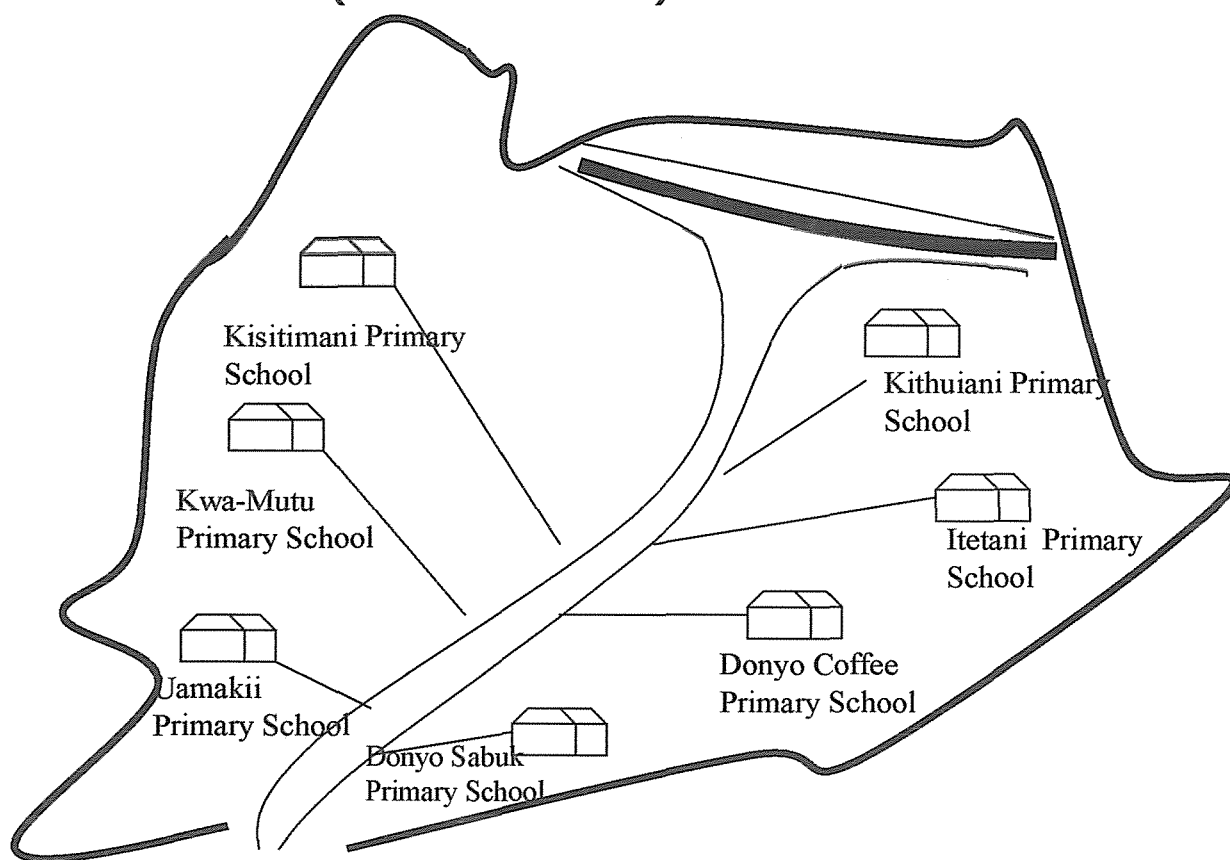 Kisitimani Primary
School
Kithuiani Primary
School
Kwa-Mutu
Primary School
Itetani Primary
School
Uamakii
Primary School
Donyo Coffee
Primary School
Donyo Sabuk
Primary School